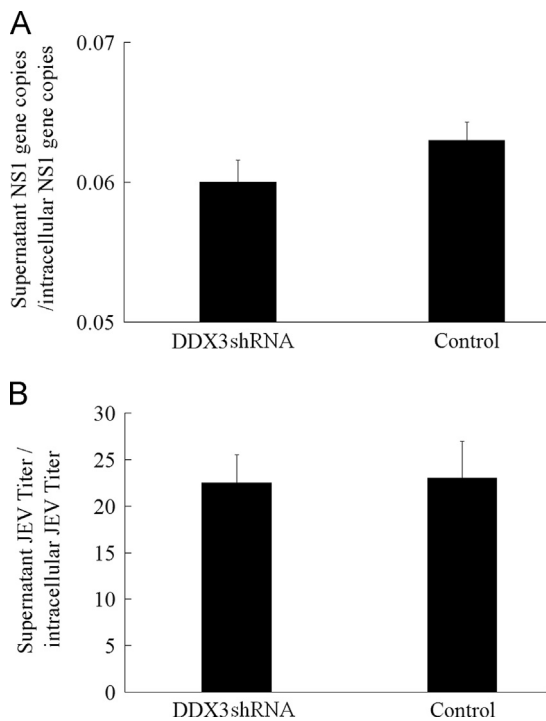 A
Supernatant NS1 gene copies
/intracellular NS1 gene copies
0.07
0.06
0.05
DDX3shRNA
Control
B
Supernatant JEV Titer /
intracellular JEV Titer
30
25
20
15
10
5
0
DDX3shRNA
Control